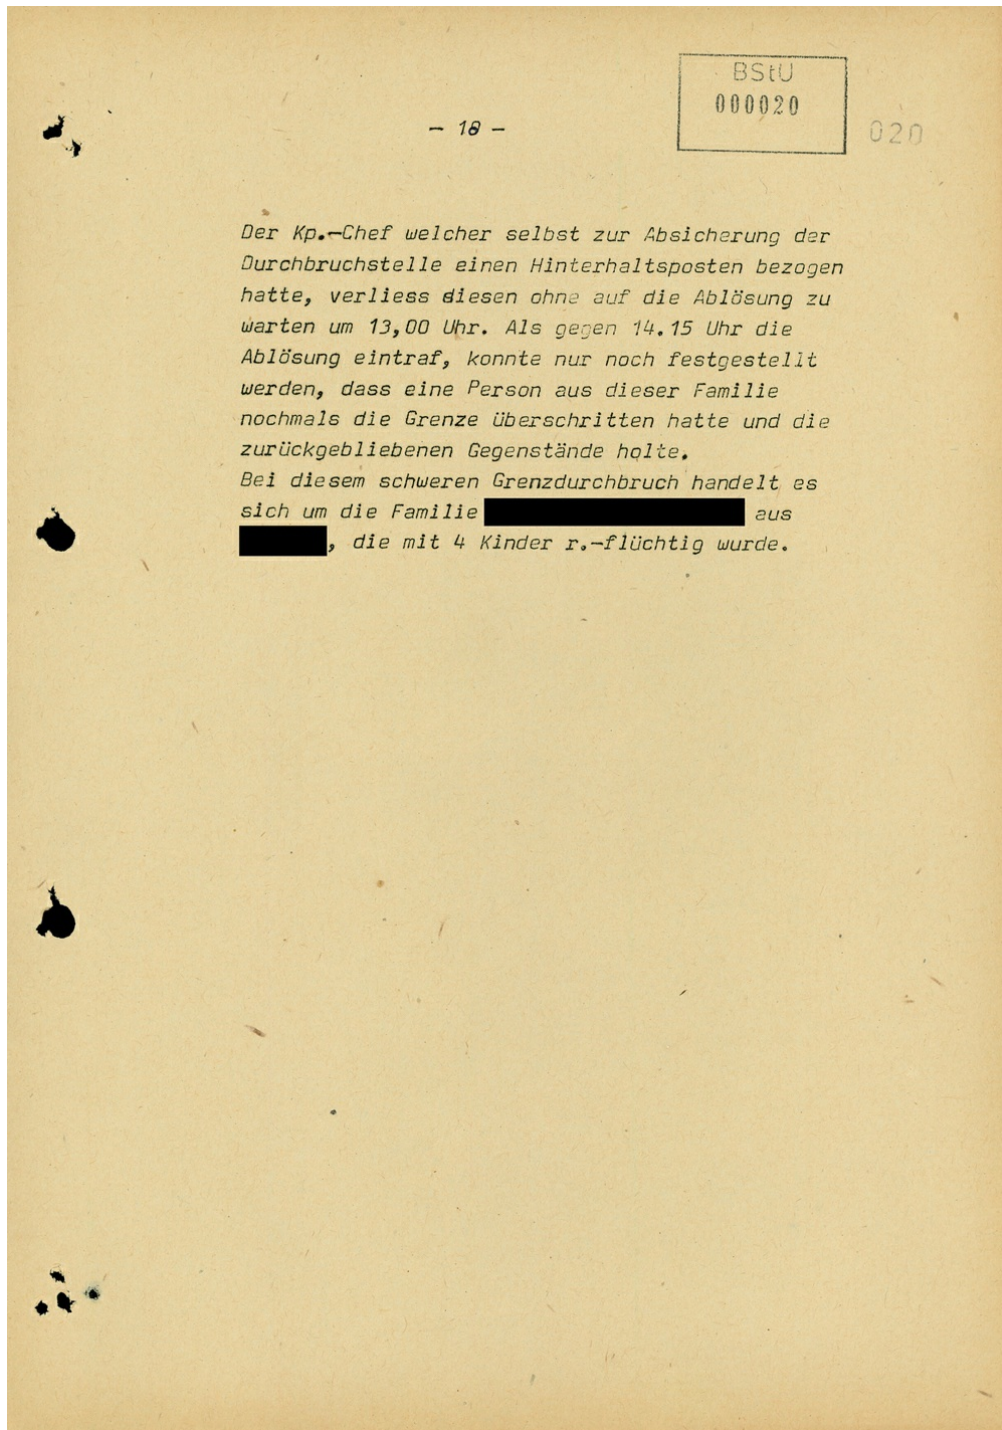 BStU
000020
020
- 18 -
Der Kp.-Chef welcher selbst zur Absicherung der
Durchbruchstelle einen Hinterhaltsposten bezogen
hatte, verliess diesen ohne auf die Ablösung zu
warten um 13,00 Uhr. Als gegen 14.15 Uhr die
Ablösung eintraf, konnte nur noch festgestellt
werden, dass eine Person aus dieser Familie
nochmals die Grenze überschritten hatte und die
zurückgebliebenen Gegenstände holte.
Bei diesem schweren Grenzdurchbruch handelt es
sich um die Familie aus
, die mit 4 Kinder r.-flüchtig wurde.